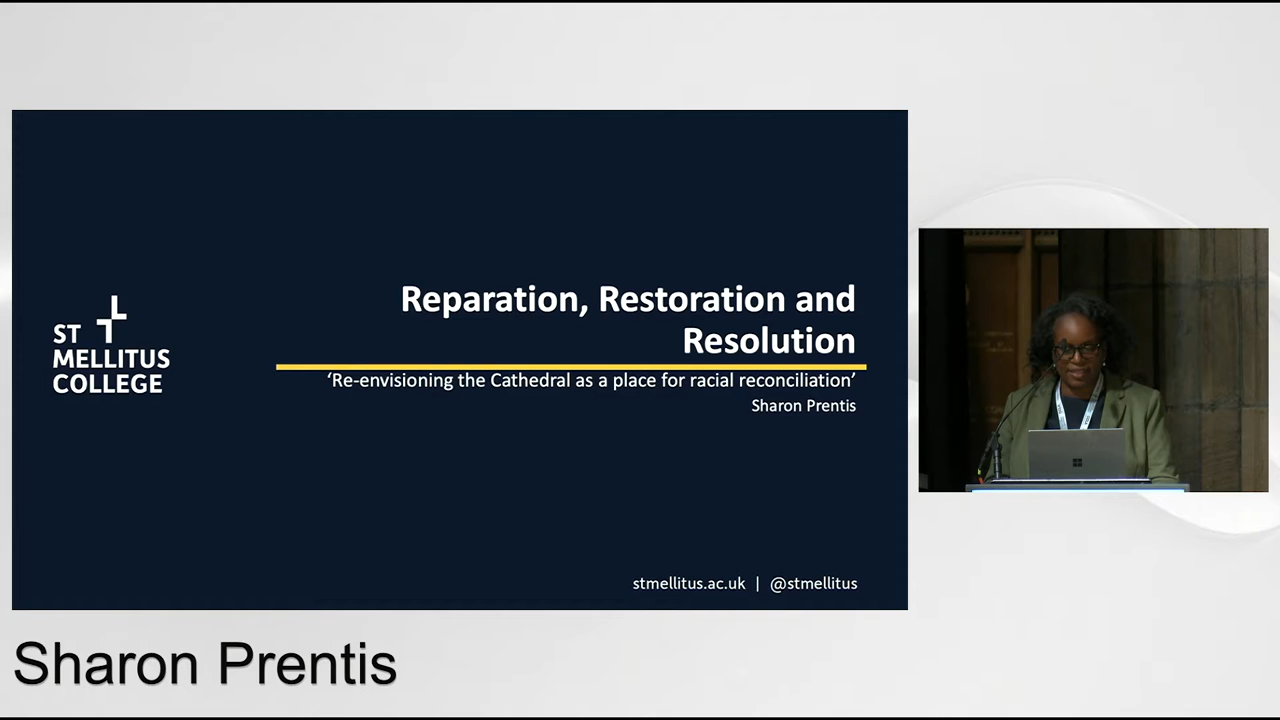 ST
MELLITUS
COLLEGE
Reparation, Restoration and
Resolution
‘Re-envisioning the Cathedral as a place for racial reconciliation’
Sharon Prentis
stmellitus.ac.uk | @stmellitus
Sharon Prentis